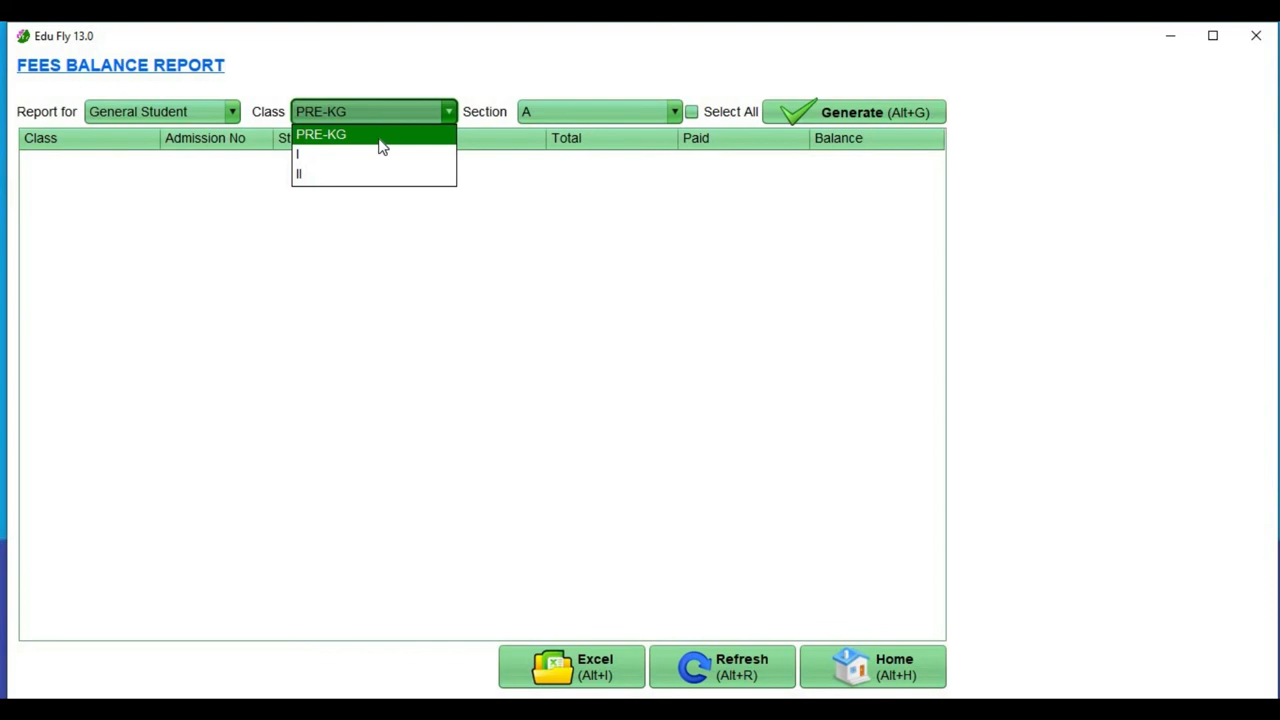 Edu Fly 13.0
FEES BALANCE REPORT
Report for General Student Class PRE-KG Section A Select All Generate (Alt+G)
Class Admission No St Total Paid Balance
PRE-KG
I
II
Excel (Alt+I)
Refresh (Alt+R)
Home (Alt+H)